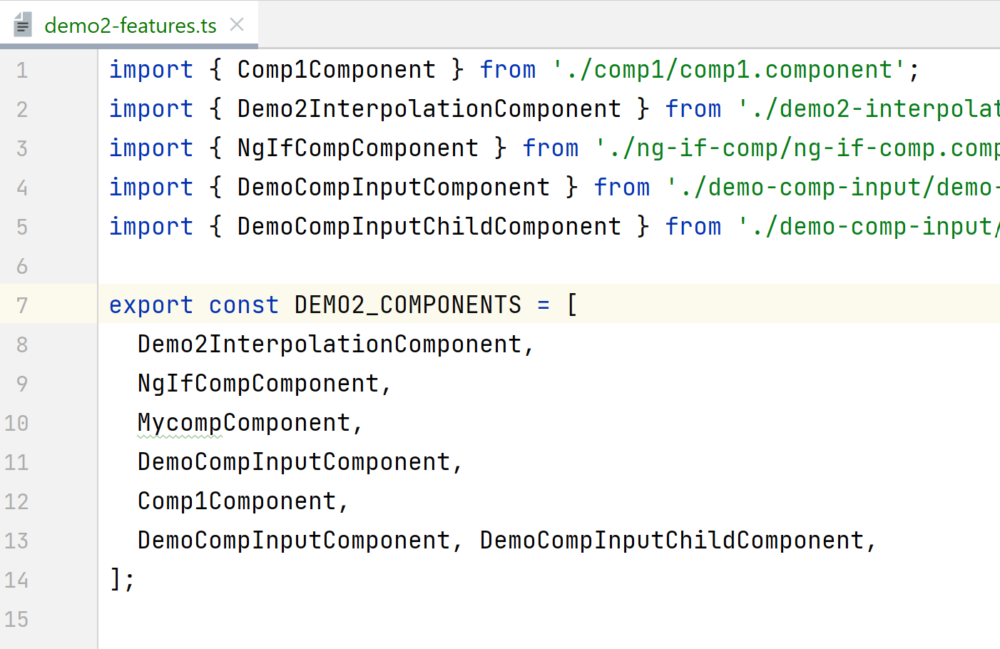 demo2-features.ts
1 import { Comp1Component } from './comp1/comp1.component';
2 import { Demo2InterpolationComponent } from './demo2-interpolat
3 import { NgIfCompComponent } from './ng-if-comp/ng-if-comp.comp
4 import { DemoCompInputComponent } from './demo-comp-input/demo-
5 import { DemoCompInputChildComponent } from './demo-comp-input/
6
7 export const DEMO2_COMPONENTS = [
8   Demo2InterpolationComponent,
9   NgIfCompComponent,
10   MycompComponent,
11   DemoCompInputComponent,
12   Comp1Component,
13   DemoCompInputComponent, DemoCompInputChildComponent,
14 ];
15